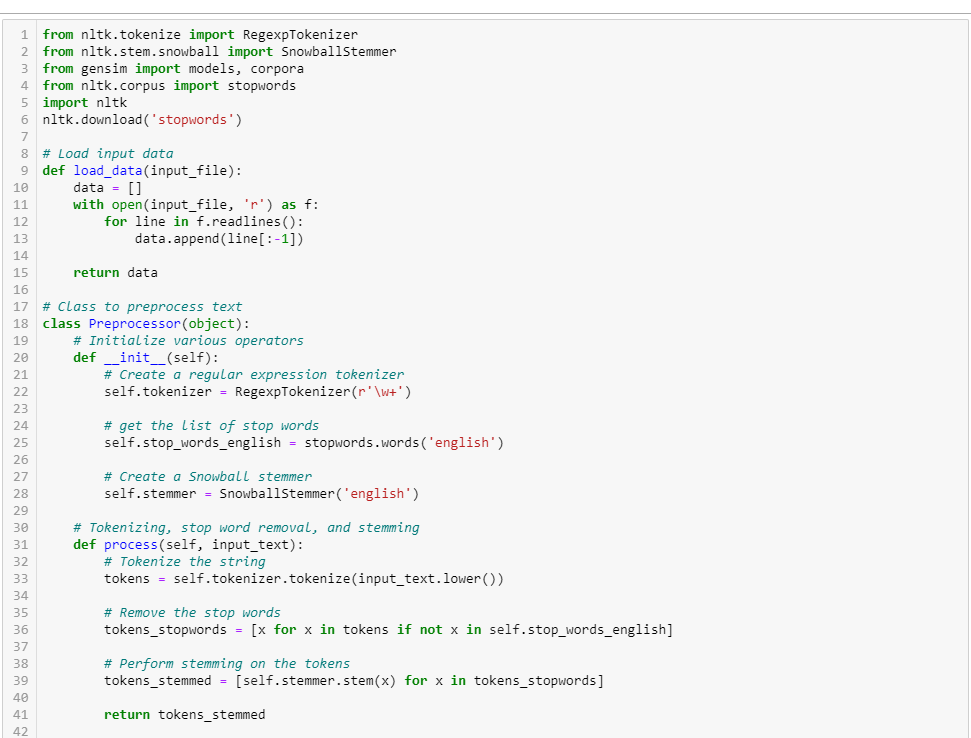 1 from nltk.tokenize import RegexpTokenizer
2 from nltk.stem.snowball import SnowballStemmer
3 from gensim import models, corpora
4 from nltk.corpus import stopwords
5 import nltk
6 nltk.download('stopwords')
7
8 # Load input data
9 def load_data(input_file):
10     data = []
11     with open(input_file, 'r') as f:
12         for line in f.readlines():
13             data.append(line[:-1])
14
15     return data
16
17 # Class to preprocess text
18 class Preprocessor(object):
19     # Initialize various operators
20     def __init__(self):
21         # Create a regular expression tokenizer
22         self.tokenizer = RegexpTokenizer(r'\w+')
23
24         # get the list of stop words
25         self.stop_words_english = stopwords.words('english')
26
27         # Create a Snowball stemmer
28         self.stemmer = SnowballStemmer('english')
29
30     # Tokenizing, stop word removal, and stemming
31     def process(self, input_text):
32         # Tokenize the string
33         tokens = self.tokenizer.tokenize(input_text.lower())
34
35         # Remove the stop words
36         tokens_stopwords = [x for x in tokens if not x in self.stop_words_english]
37
38         # Perform stemming on the tokens
39         tokens_stemmed = [self.stemmer.stem(x) for x in tokens_stopwords]
40
41         return tokens_stemmed
42